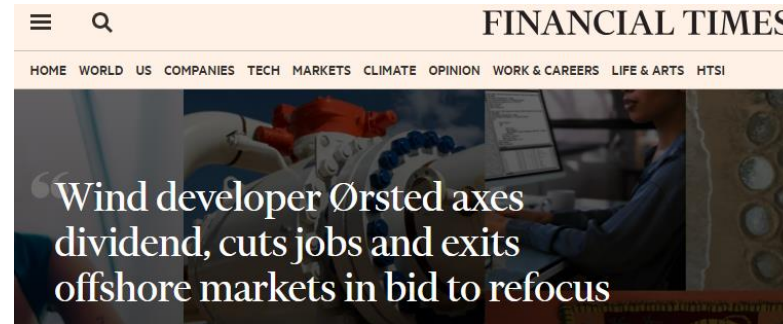 FINANCIAL TIMES
HOME WORLD US COMPANIES TECH MARKETS CLIMATE OPINION WORK & CAREERS LIFE & ARTS HTSI
“Wind developer Ørsted axes
dividend, cuts jobs and exits
offshore markets in bid to refocus